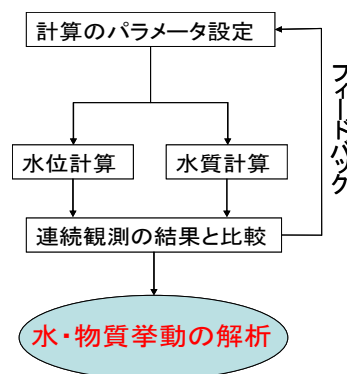 計算のパラメータ設定
フィードバック
水位計算
水質計算
連続観測の結果と比較
水・物質挙動の解析